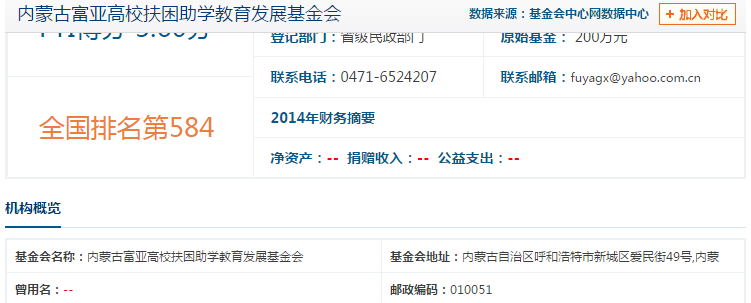 内蒙古富亚高校扶困助学教育发展基金会
数据来源：基金会中心网数据中心
+ 加入对比
登记部门：省级民政部门
原始基金： 200万元
联系电话：0471-6524207
联系邮箱：fuyagx@yahoo.com.cn
全国排名第584
2014年财务摘要
净资产：-- 捐赠收入：-- 公益支出：--
机构概览
基金会名称：内蒙古富亚高校扶困助学教育发展基金会
基金会地址：内蒙古自治区呼和浩特市新城区爱民街49号,内蒙
曾用名：--
邮政编码：010051